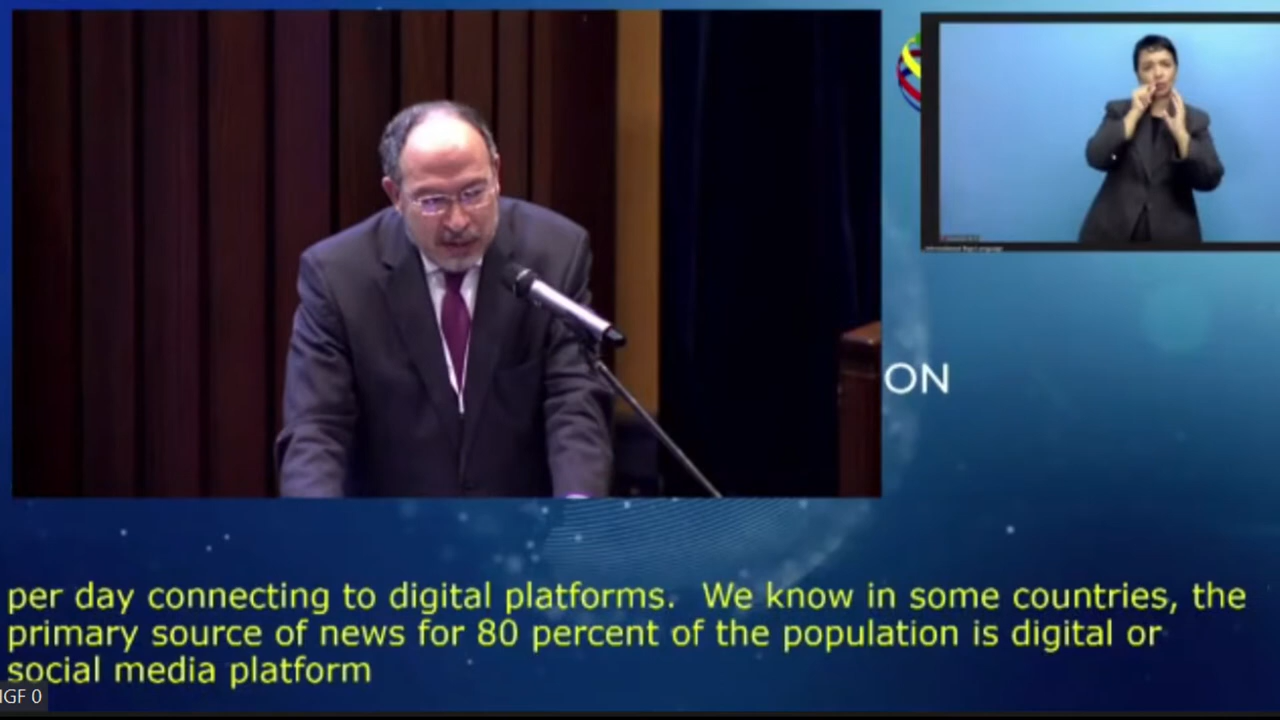 ON
per day connecting to digital platforms.  We know in some countries, the
primary source of news for 80 percent of the population is digital or
social media platform
IGF 0